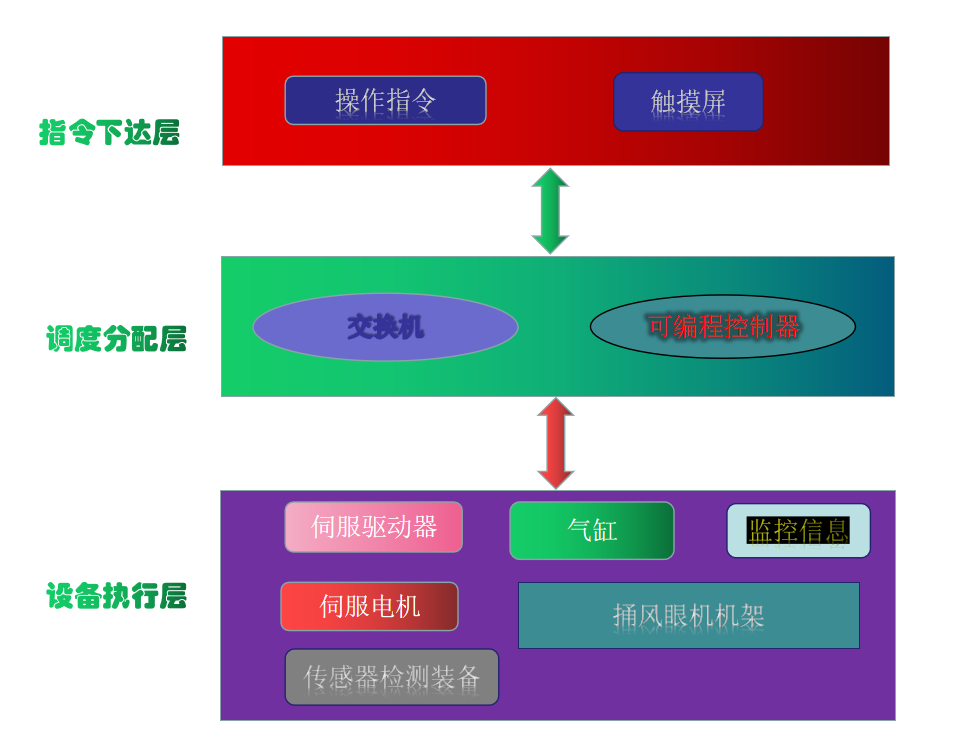 操作指令
触摸屏
指令下达层
交换机
可编程控制器
调度分配层
伺服驱动器
气缸
监控信息
设备执行层
伺服电机
捅风眼机机架
传感器检测装备